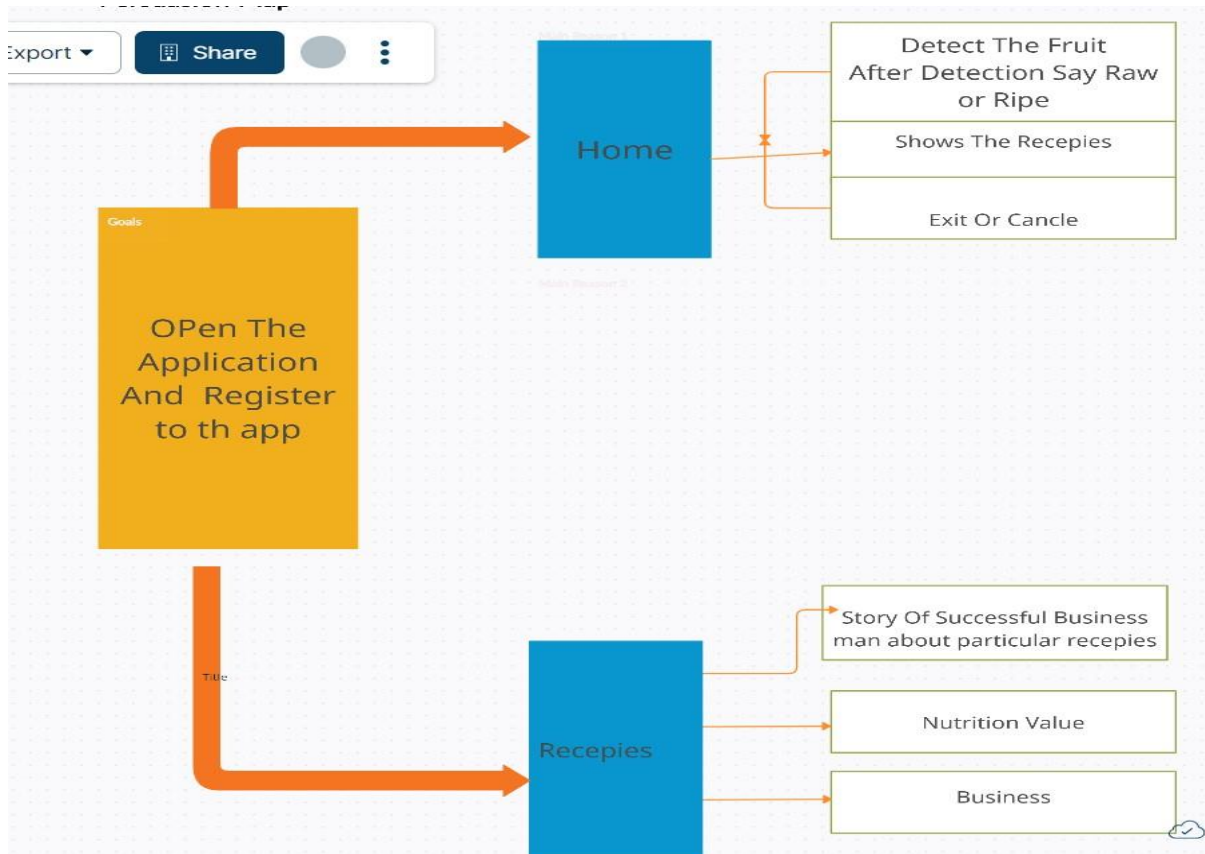 Export
Share
Home
Detect The Fruit
After Detection Say Raw
or Ripe
Shows The Recepies
Exit Or Cancle
Goals
OPen The
Application
And Register
to th app
Title
Recepies
Story Of Successful Business
man about particular recepies
Nutrition Value
Business